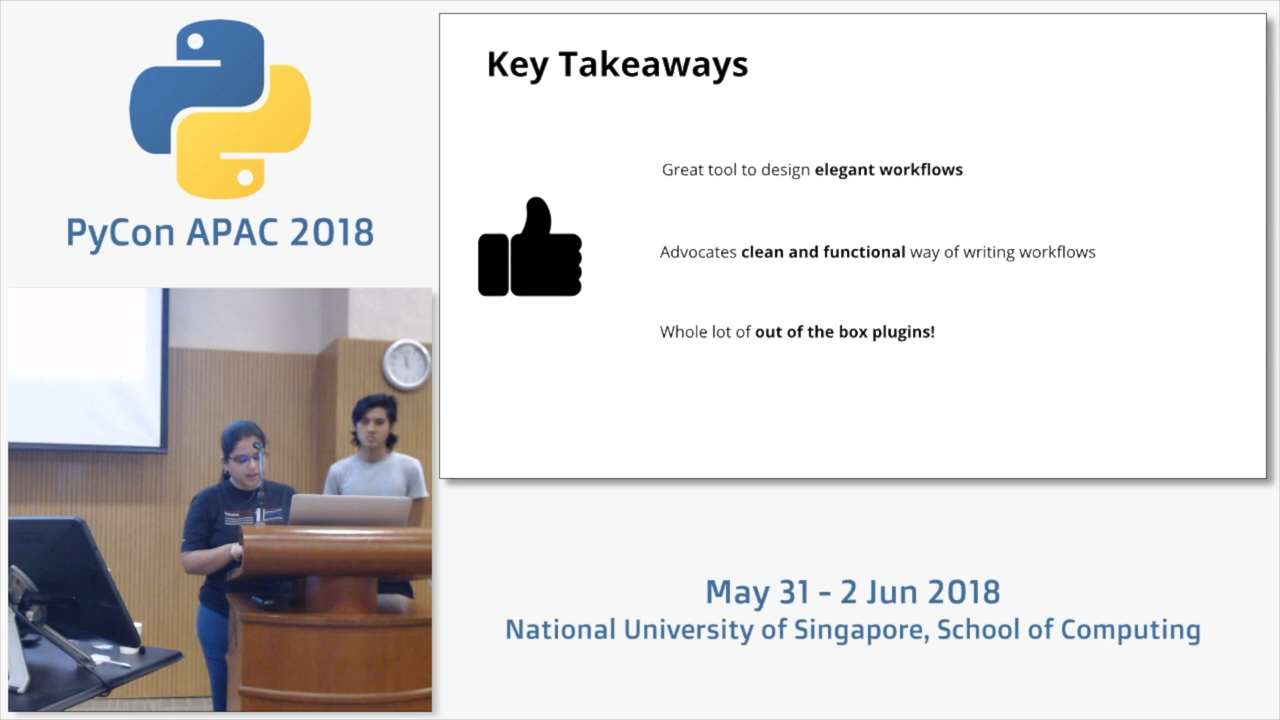 PyCon APAC 2018
Key Takeaways
Great tool to design elegant workflows
Advocates clean and functional way of writing workflows
Whole lot of out of the box plugins!
May 31 - 2 Jun 2018
National University of Singapore, School of Computing